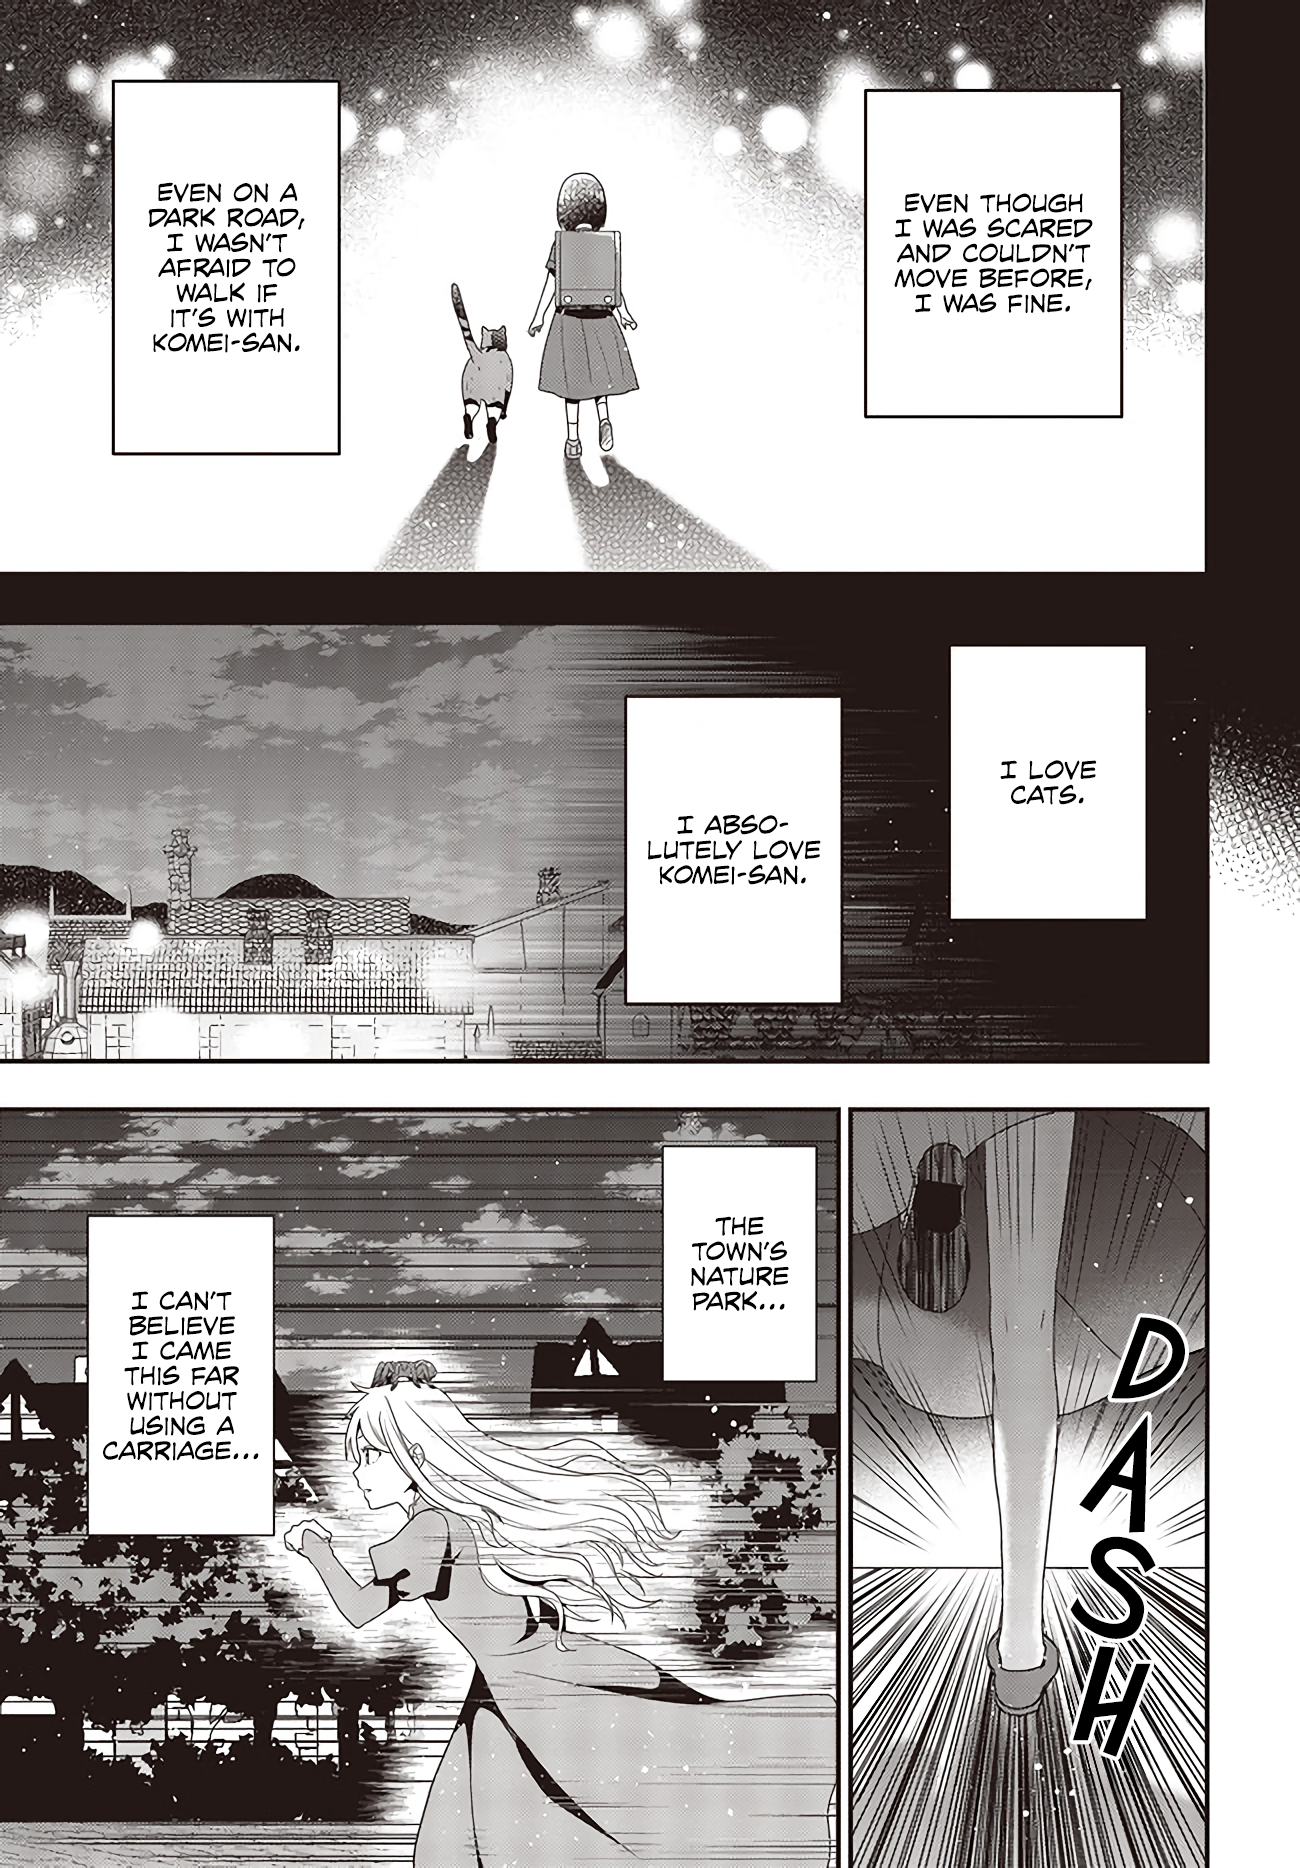 EVEN THOUGH
I WAS SCARED
AND COULDN'T
MOVE BEFORE,
I WAS FINE.
EVEN ON A
DARK ROAD,
I WASN'T
AFRAID TO
WALK IF
IT'S WITH
KOMEI-SAN.
I LOVE
CATS.
I ABSO-
LUTELY LOVE
KOMEI-SAN.
DASH
THE
TOWN'S
NATURE
PARK...
I CAN'T
BELIEVE
I CAME
THIS FAR
WITHOUT
USING A
CARRIAGE...